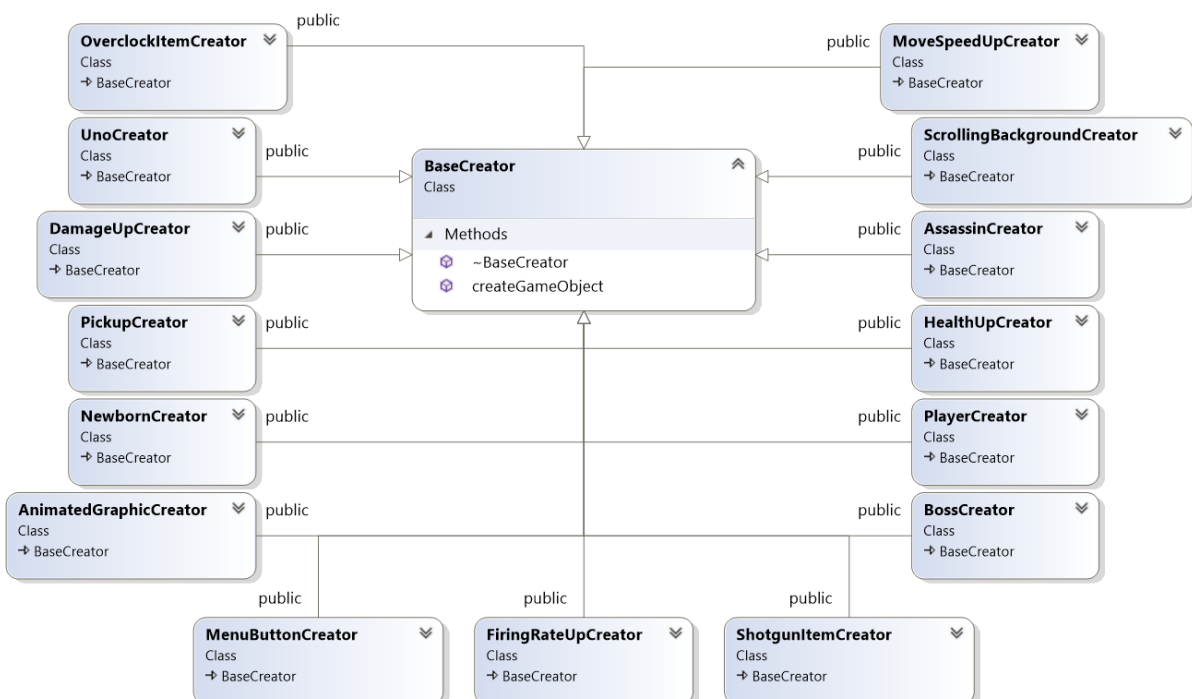 public
OverclockItemCreator
Class
BaseCreator
public
MoveSpeedUpCreator
Class
BaseCreator
UnoCreator
Class
BaseCreator
public
BaseCreator
Class
Methods
~BaseCreator
createGameObject
public
ScrollingBackgroundCreator
Class
BaseCreator
DamageUpCreator
Class
BaseCreator
public
public
AssassinCreator
Class
BaseCreator
PickupCreator
Class
BaseCreator
public
public
HealthUpCreator
Class
BaseCreator
NewbornCreator
Class
BaseCreator
public
public
PlayerCreator
Class
BaseCreator
AnimatedGraphicCreator
Class
BaseCreator
public
public
BossCreator
Class
BaseCreator
public
MenuButtonCreator
Class
BaseCreator
public
FiringRateUpCreator
Class
BaseCreator
public
ShotgunItemCreator
Class
BaseCreator